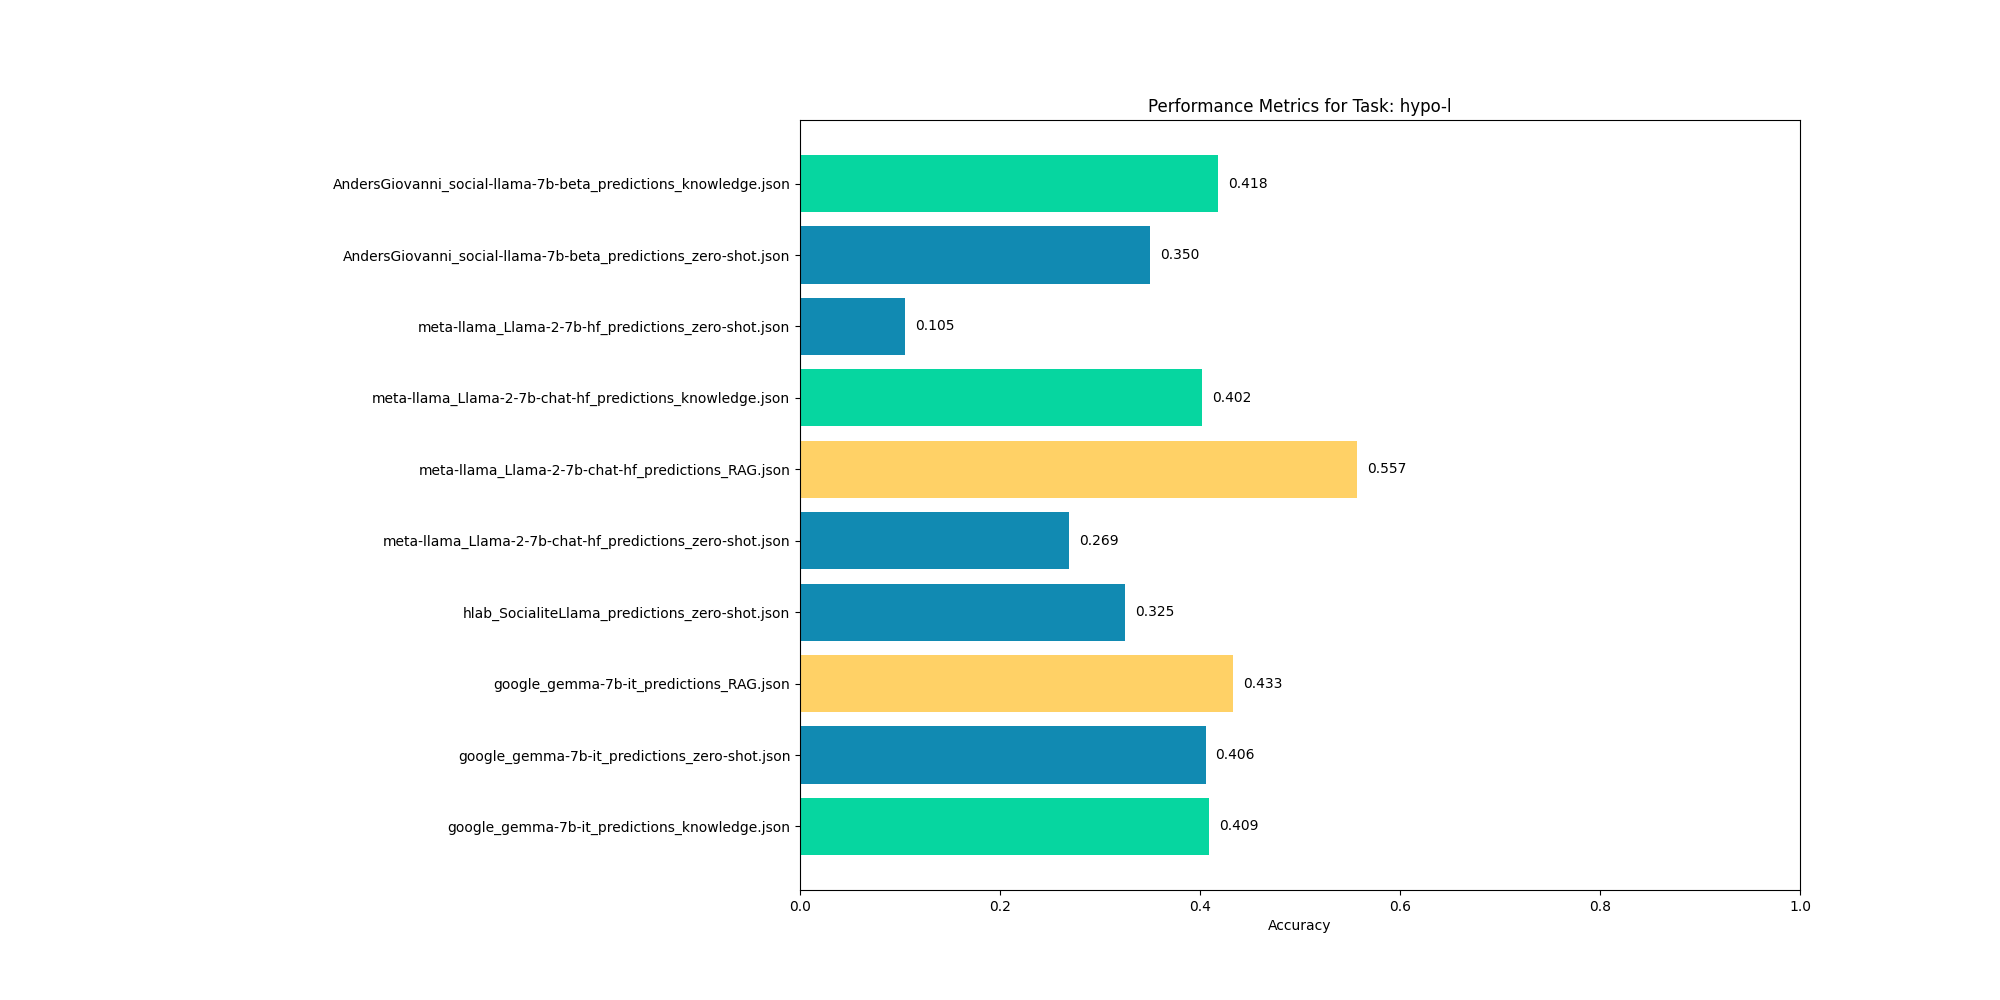 Performance Metrics for Task: hypo-l
AndersGiovanni_social-llama-7b-beta_predictions_knowledge.json 0.418
AndersGiovanni_social-llama-7b-beta_predictions_zero-shot.json 0.350
meta-llama_Llama-2-7b-hf_predictions_zero-shot.json 0.105
meta-llama_Llama-2-7b-chat-hf_predictions_knowledge.json 0.402
meta-llama_Llama-2-7b-chat-hf_predictions_RAG.json 0.557
meta-llama_Llama-2-7b-chat-hf_predictions_zero-shot.json 0.269
hlab_SocialiteLlama_predictions_zero-shot.json 0.325
google_gemma-7b-it_predictions_RAG.json 0.433
google_gemma-7b-it_predictions_zero-shot.json 0.406
google_gemma-7b-it_predictions_knowledge.json 0.409
0.0 0.2 0.4 0.6 0.8 1.0
Accuracy